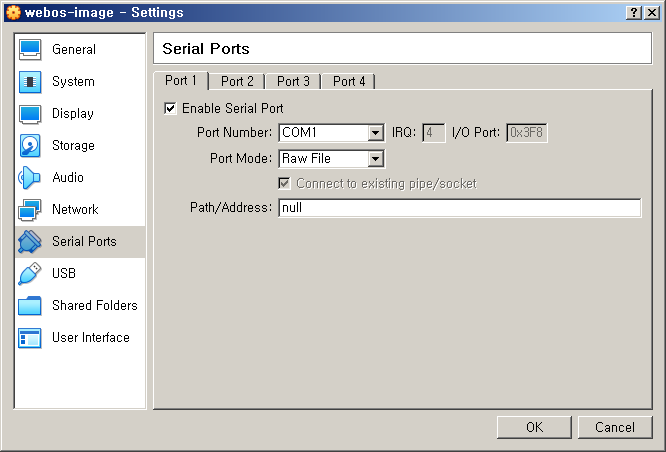 webos-image - Settings
General
System
Display
Storage
Audio
Network
Serial Ports
USB
Shared Folders
User Interface
Serial Ports
Port 1 Port 2 Port 3 Port 4
Enable Serial Port
Port Number: COM1 IRQ: 4 I/O Port: 0x3F8
Port Mode: Raw File
Connect to existing pipe/socket
Path/Address: null
OK Cancel